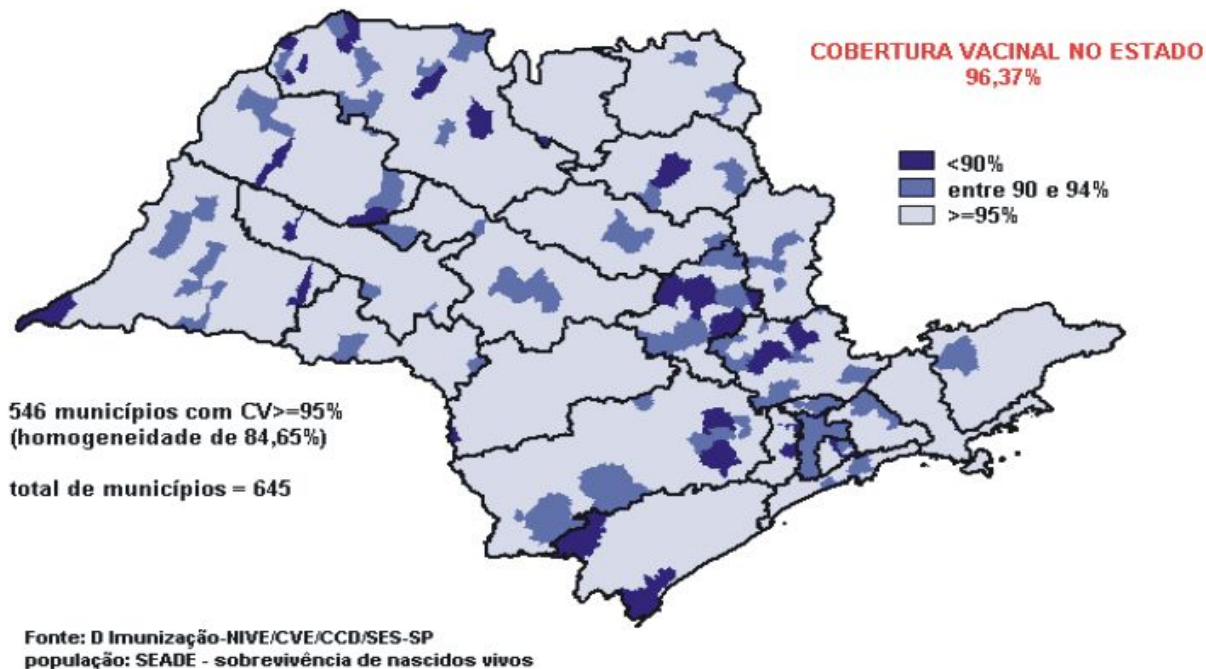 COBERTURA VACINAL NO ESTADO
96,37%
<90%
entre 90 e 94%
>=95%
546 municípios com CV>=95%
(homogeneidade de 84,65%)
total de municípios = 645
Fonte: D Imunização-NIVE/CVE/CCD/SES-SP
população: SEADE - sobrevivência de nascidos vivos